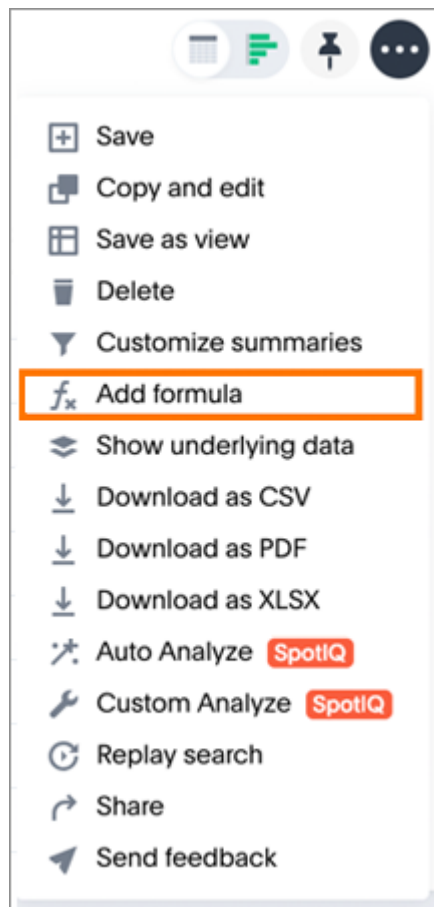 Save
Copy and edit
Save as view
Delete
Customize summaries
fx Add formula
Show underlying data
Download as CSV
Download as PDF
Download as XLSX
Auto Analyze SpotIQ
Custom Analyze SpotIQ
Replay search
Share
Send feedback